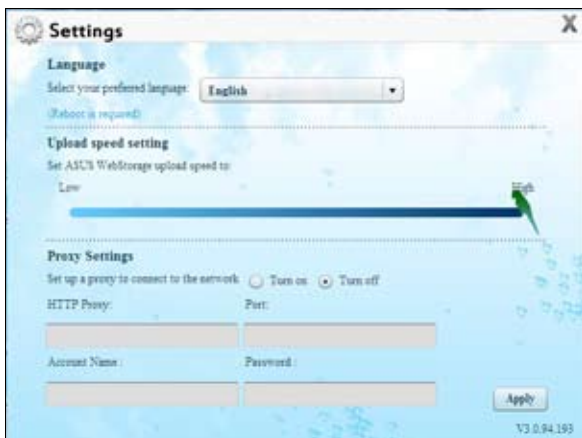 Settings
X
Language
Select your preferred language:
English
(Reboot is required)
Upload speed setting
Set ASUS WebStorage upload speed to:
Low
High
Proxy Settings
Set up a proxy to connect to the network
Turn on
Turn off
HTTP Proxy:
Port:
Account Name :
Password :
Apply
V3.0.94.193